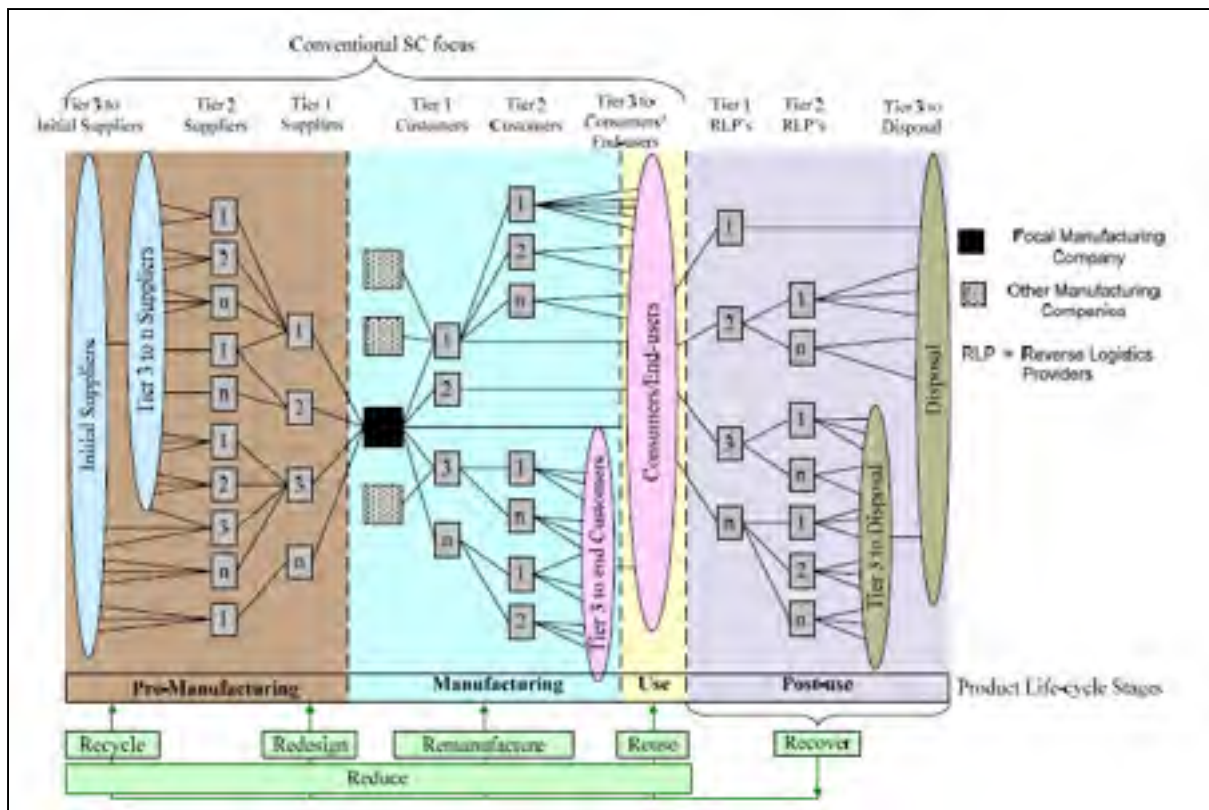 Conventional SC focus
Tier 3 to
Initial Suppliers
Tier 2
Suppliers
Tier 1
Suppliers
Tier 1
Customers
Tier 2
Customers
Tier 3 to
Consumers/
End-users
Tier 1
RLP's
Tier 2
RLP's
Tier 3 to
Disposal
Initial Suppliers
Tier 3 to n Suppliers
1
2
n
1
n
1
2
3
n
1
1
2
3
n
1
2
3
n
1
2
n
1
n
1
2
Tier 3 to end Customers
Consumers/End-users
1
2
3
n
1
n
1
n
1
2
n
Tier 3 to Disposal
Disposal
Focal Manufacturing
Company
Other Manufacturing
Companies
RLP = Reverse Logistics
Providers
Pre-Manufacturing
Manufacturing
Use
Post-use
Product Life-cycle Stages
Recycle
Redesign
Remanufacture
Reuse
Recover
Reduce